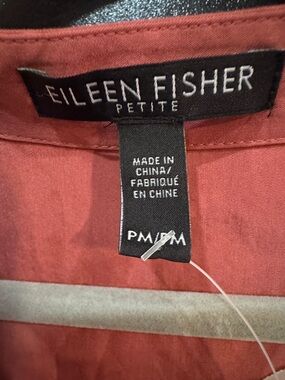 EILEEN FISHER
PETITE
MADE IN
CHINA/
FABRIQUÉ
EN CHINE
PM/PM